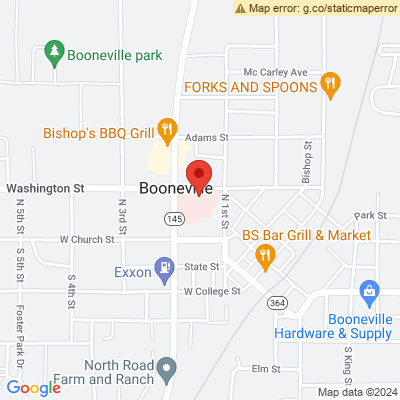 Map error: g.co/staticmaperror
Booneville park
Mc Carley Ave
FORKS AND SPOONS
Bishop's BBQ Grill
Adams St
Bishop St
Washington St
Booneville
N 5th St
N 3rd St
N 1st St
145
Park St
W Church St
BS Bar Grill & Market
S 5th St
S 4th St
Exxon
State St
W College St
364
Booneville
Hardware & Supply
Foster Park Dr
North Road
Farm and Ranch
Elm St
S King St
Google
Map data ©2024